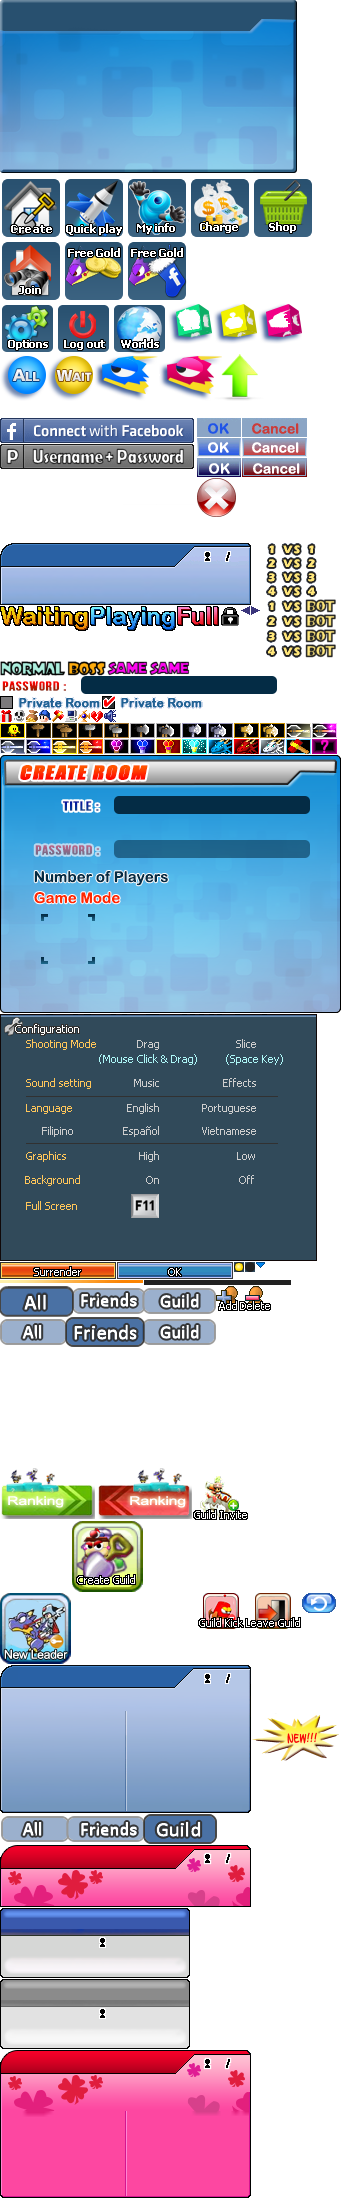 Create Quick play My info Charge Shop
Join Free Gold Free Gold
Options Log out Worlds
ALL WAIT
f Connect with Facebook
P Username + Password
OK Cancel
OK Cancel
OK Cancel
/
1 VS 1
2 VS 2
3 VS 3
4 VS 4
1 VS BOT
2 VS BOT
3 VS BOT
4 VS BOT
Waiting Playing Full
NORMAL BOSS SAME SAME
PASSWORD :
Private Room Private Room
CREATE ROOM
TITLE :
PASSWORD :
Number of Players
Game Mode
Configuration
Shooting Mode Drag Slice
(Mouse Click & Drag) (Space Key)
Sound setting Music Effects
Language English Portuguese
Filipino Español Vietnamese
Graphics High Low
Background On Off
Full Screen F11
Surrender OK
All Friends Guild Add Delete
All Friends Guild
Ranking Ranking Guild Invite
Create Guild
New Leader Guild Kick Leave Guild
/
NEW!!!
All Friends Guild
/
/